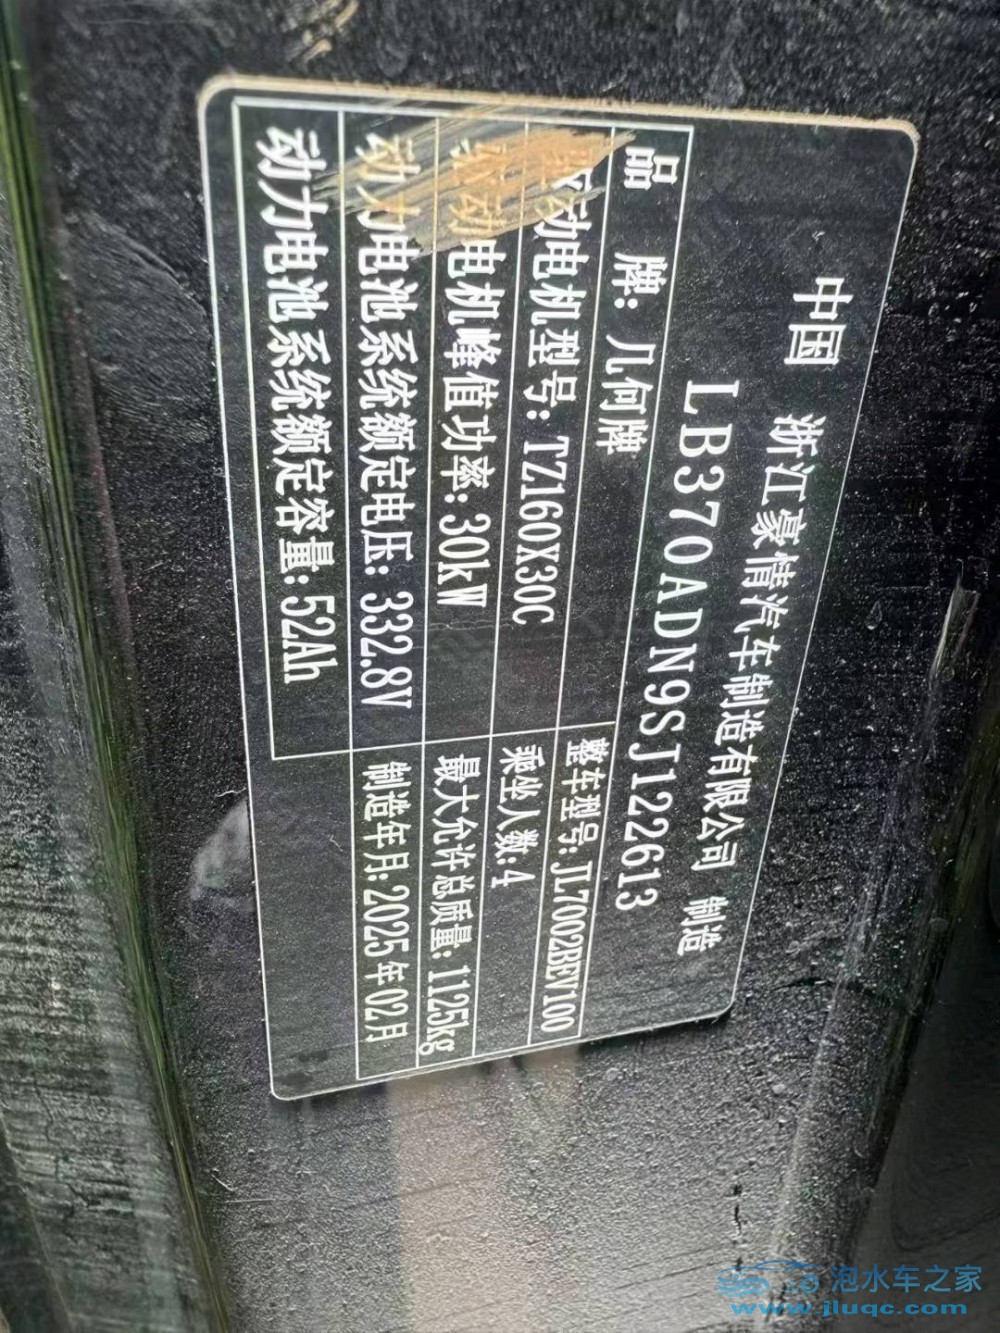 中国 浙江豪情汽车制造有限公司 制造
LB370ADN9SJ122613
品 牌: 几何牌
驱动电机型号: TZ160X30C 整车型号: JL7002BEV100
驱动电机峰值功率: 30kW 乘坐人数: 4
动力电池系统额定电压: 332.8V 最大允许总质量: 1125kg
动力电池系统额定容量: 52Ah 制造年月: 2025年02月
泡水车之家
www.jluqc.com